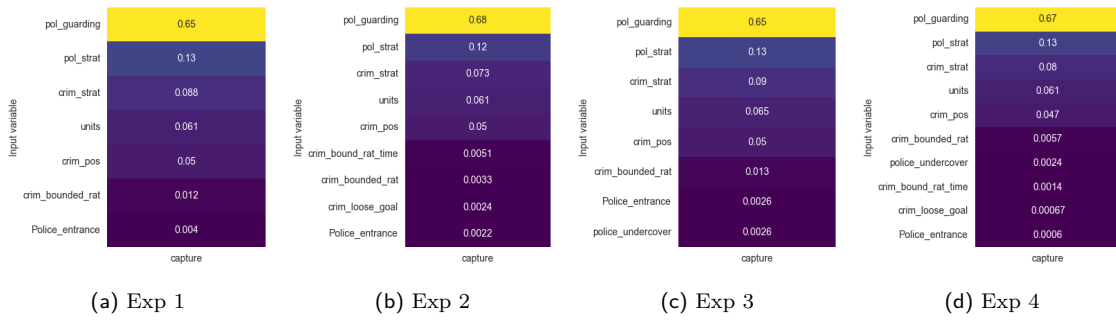 Input variable
pol_guarding 0.65
pol_strat 0.13
crim_strat 0.088
units 0.061
crim_pos 0.05
crim_bounded_rat 0.012
Police_entrance 0.004
capture
(a) Exp 1
Input variable
pol_guarding 0.68
pol_strat 0.12
crim_strat 0.073
units 0.061
crim_pos 0.05
crim_bound_rat_time 0.0051
crim_bounded_rat 0.0033
crim_loose_goal 0.0024
Police_entrance 0.0022
capture
(b) Exp 2
Input variable
pol_guarding 0.65
pol_strat 0.13
crim_strat 0.09
units 0.065
crim_pos 0.05
crim_bounded_rat 0.013
Police_entrance 0.0026
police_undercover 0.0026
capture
(c) Exp 3
Input variable
pol_guarding 0.67
pol_strat 0.13
crim_strat 0.08
units 0.061
crim_pos 0.047
crim_bounded_rat 0.0057
police_undercover 0.0024
crim_bound_rat_time 0.0014
crim_loose_goal 0.00067
Police_entrance 0.0006
capture
(d) Exp 4